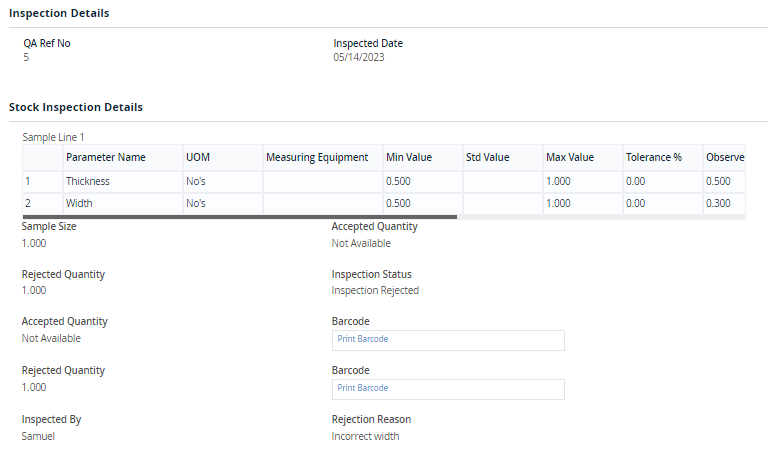 Inspection Details
QA Ref No Inspected Date
5 05/14/2023
Stock Inspection Details
Sample Line 1
Parameter Name UOM Measuring Equipment Min Value Std Value Max Value Tolerance % Observe
1 Thickness No's 0.500 1.000 0.00 0.500
2 Width No's 0.500 1.000 0.00 0.300
Sample Size Accepted Quantity
1.000 Not Available
Rejected Quantity Inspection Status
1.000 Inspection Rejected
Accepted Quantity Barcode
Not Available Print Barcode
Rejected Quantity Barcode
1.000 Print Barcode
Inspected By Rejection Reason
Samuel Incorrect width